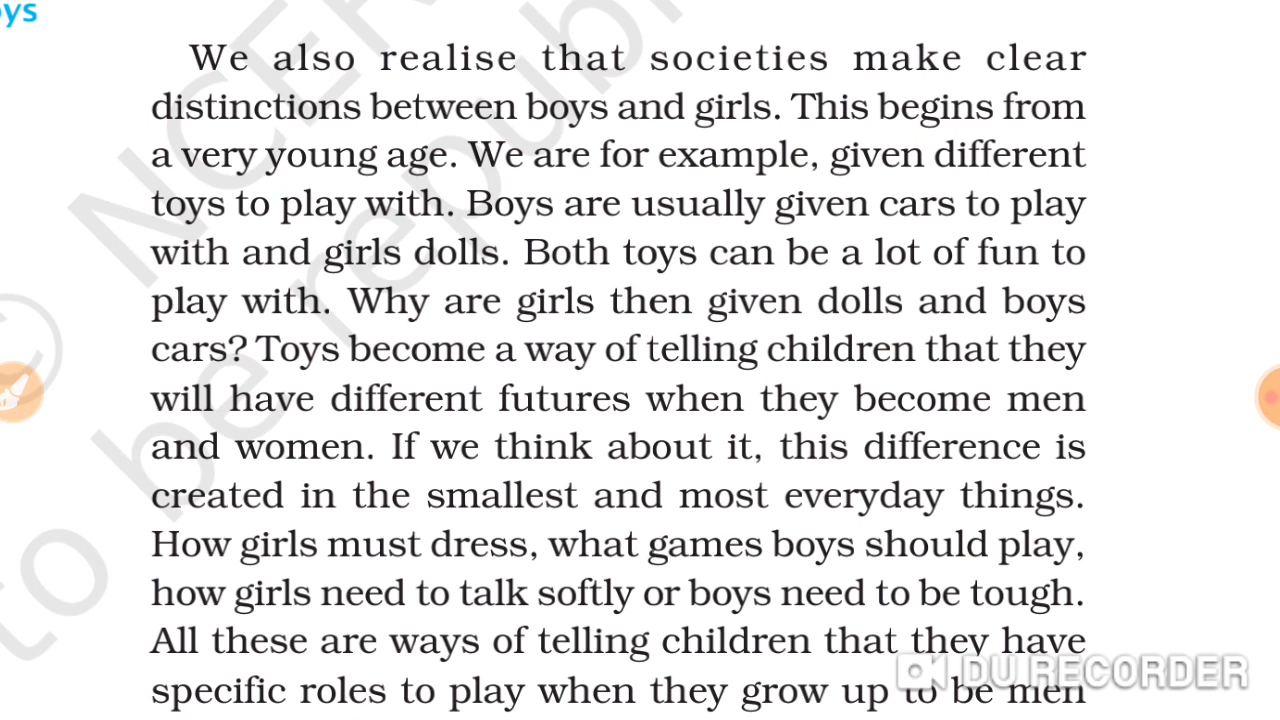 oys
We also realise that societies make clear
distinctions between boys and girls. This begins from
a very young age. We are for example, given different
toys to play with. Boys are usually given cars to play
with and girls dolls. Both toys can be a lot of fun to
play with. Why are girls then given dolls and boys
cars? Toys become a way of telling children that they
will have different futures when they become men
and women. If we think about it, this difference is
created in the smallest and most everyday things.
How girls must dress, what games boys should play,
how girls need to talk softly or boys need to be tough.
All these are ways of telling children that they have
specific roles to play when they grow up to be men
DU RECORDER
© NCER
to be republ